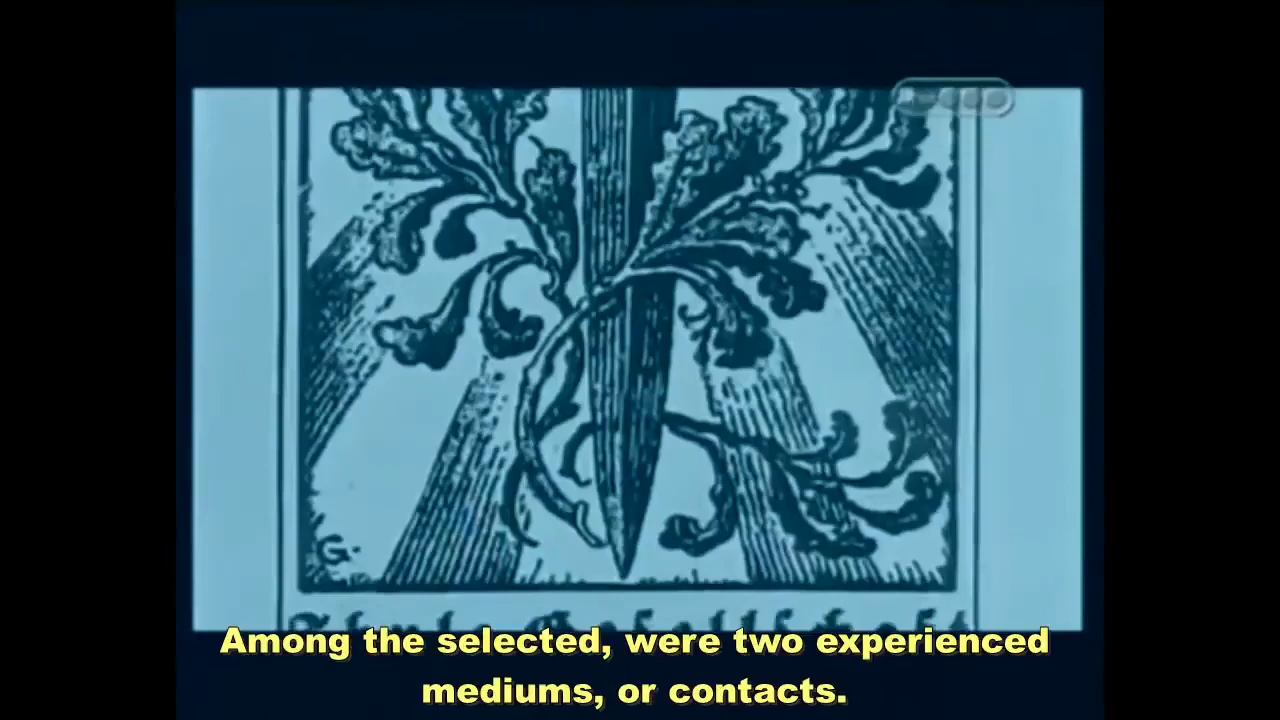 G.
Among the selected, were two experienced
mediums, or contacts.